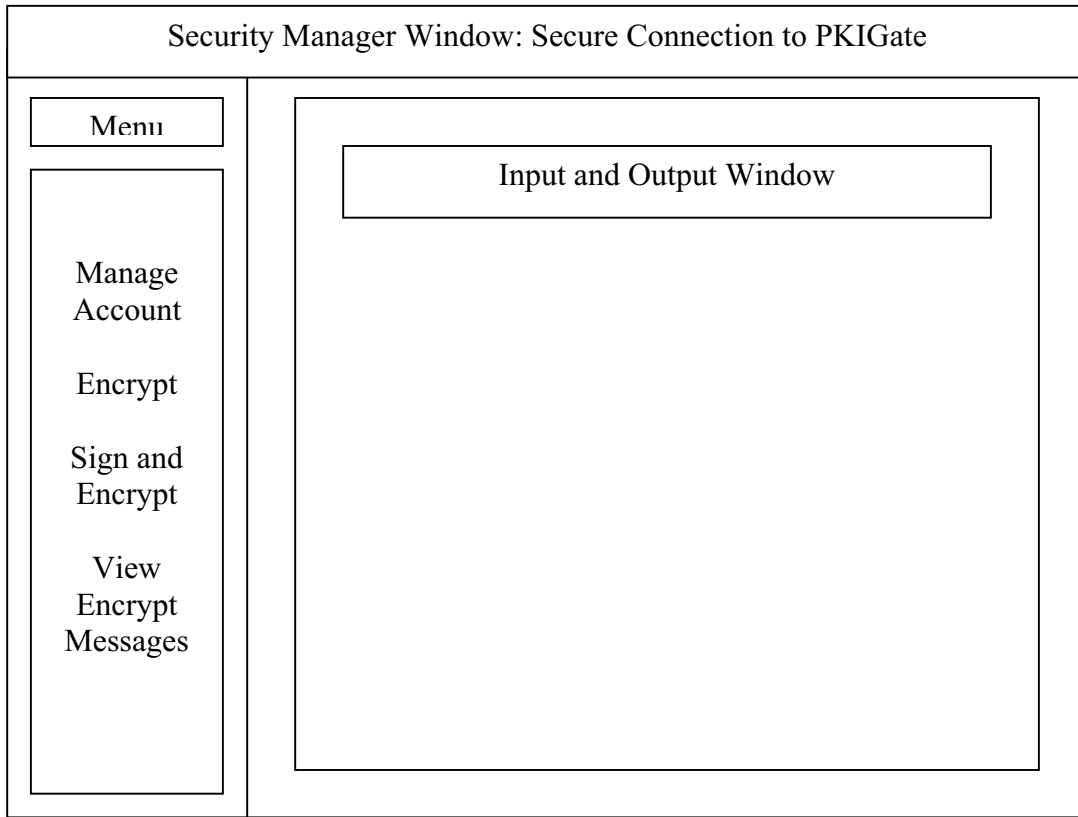 Security Manager Window: Secure Connection to PKIGate
Menu
Manage
Account
Encrypt
Sign and
Encrypt
View
Encrypt
Messages
Input and Output Window